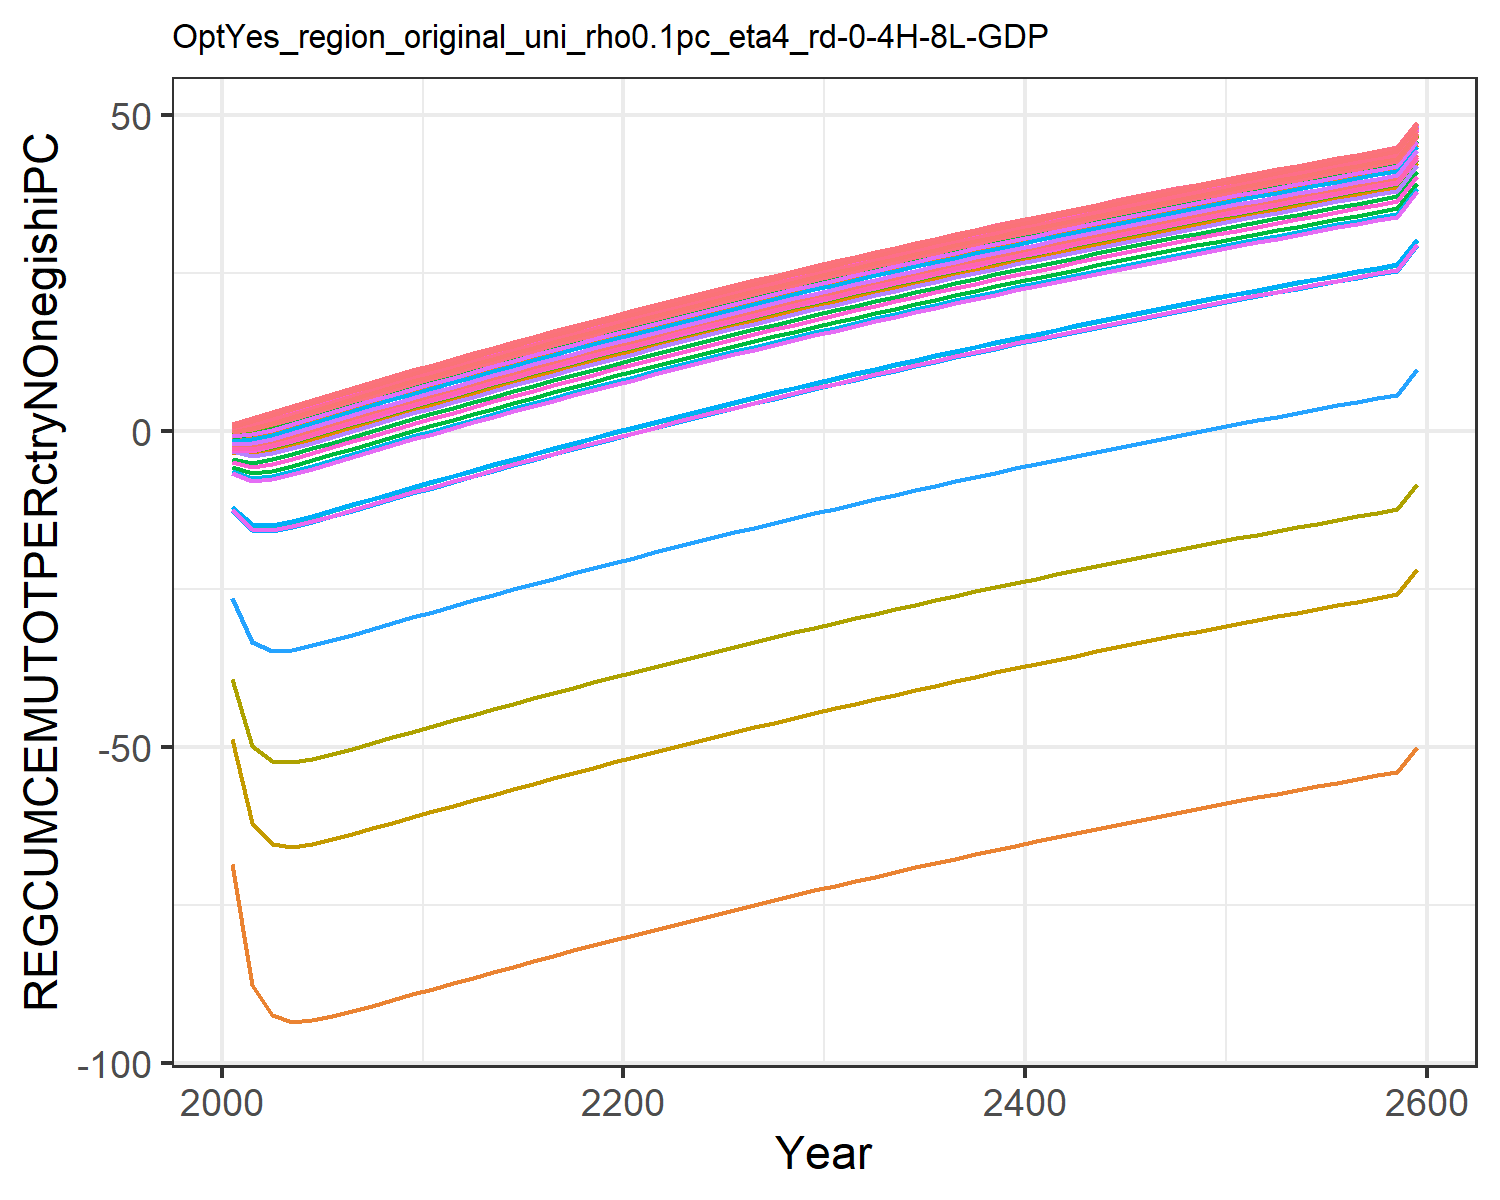 OptYes_region_original_uni_rho0.1pc_eta4_rd-0-4H-8L-GDP
REGCUMCEMUTOTPERctryNOnegishiPC
50
0
-50
-100
2000 2200 2400 2600
Year